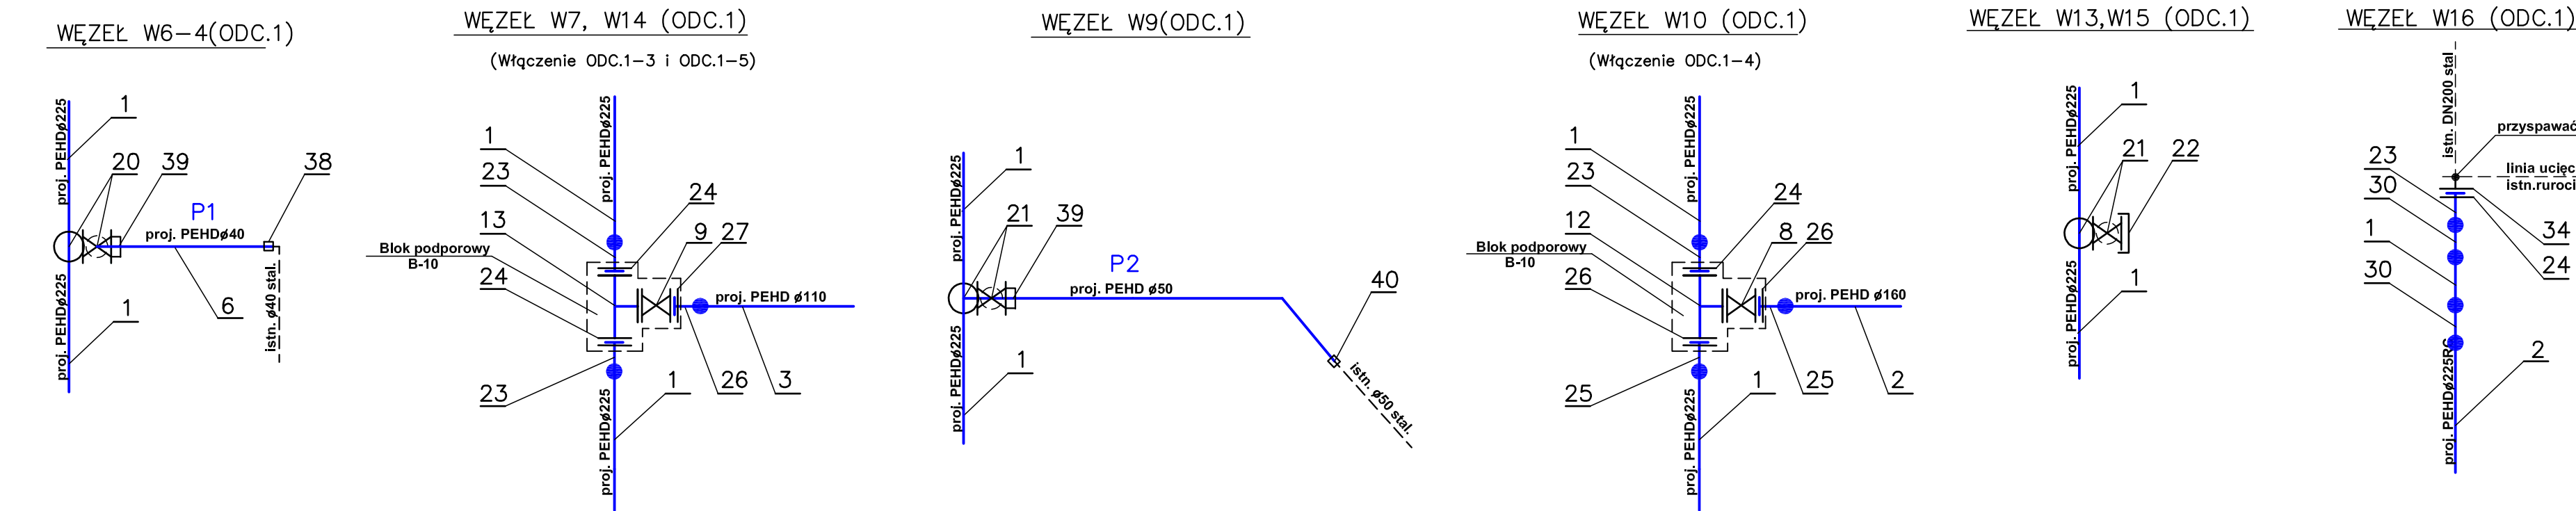 WĘZEŁ W6-4(ODC.1)
proj. PEHDø225
1
20
39
38
P1
proj. PEHDø40
6
1
proj. PEHDø225
istn. ø40 stal.
WĘZEŁ W7, W14 (ODC.1)
(Włączenie ODC.1-3 i ODC.1-5)
proj. PEHDø225
1
23
24
13
9
27
Blok podporowy
B-10
24
proj. PEHD ø110
23
1
26
3
proj. PEHDø225
WĘZEŁ W9(ODC.1)
proj. PEHDø225
1
21
39
P2
proj. PEHD ø50
40
1
proj. PEHDø225
istn. ø50 stal.
WĘZEŁ W10 (ODC.1)
(Włączenie ODC.1-4)
proj. PEHDø225
1
23
24
12
8
26
Blok podporowy
B-10
26
proj. PEHD ø160
25
1
25
2
proj. PEHDø225
WĘZEŁ W13,W15 (ODC.1)
proj. PEHDø225
1
21
22
1
proj. PEHDø225
WĘZEŁ W16 (ODC.1)
istn. DN200 stal
przyspawać
linia ucięc
istn.ruroci
23
30
1
30
34
24
2
proj. PEHDø225RC